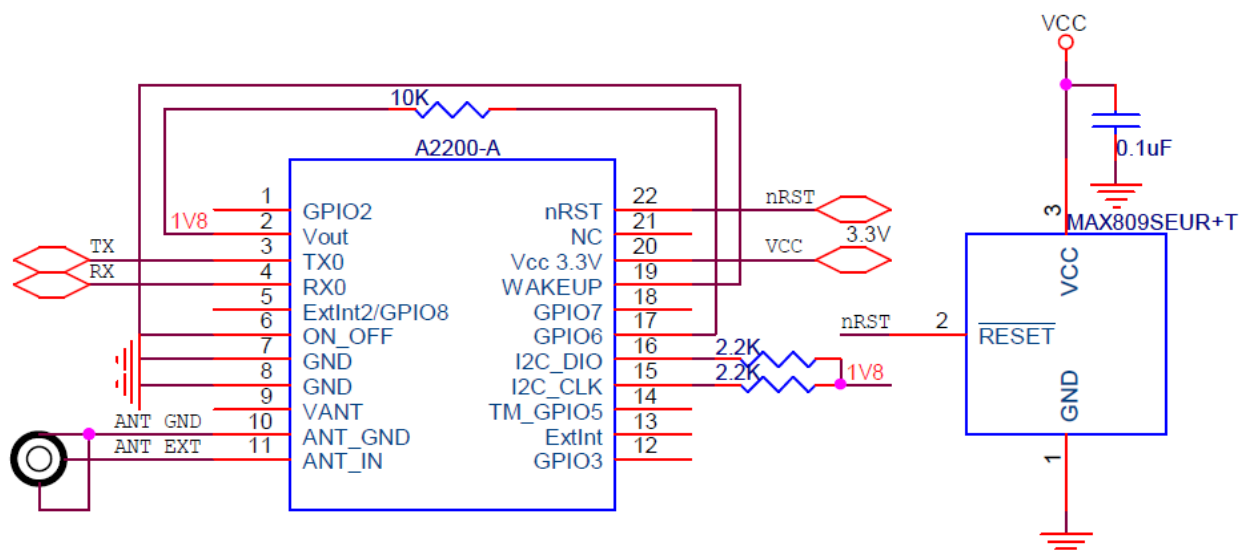 VCC
0.1uF
10K
A2200-A
1 GPIO2
1V8 2 Vout
TX 3 TX0
RX 4 RX0
5 ExtInt2/GPIO8
6 ON_OFF
7 GND
8 GND
9 VANT
ANT GND 10 ANT_GND
ANT EXT 11 ANT_IN
nRST 22 nRST
NC 21
3.3V
Vcc 3.3V 20 VCC
WAKEUP 19
GPIO7 18
GPIO6 17
I2C_DIO 16 2.2K
I2C_CLK 15 2.2K 1V8
TM_GPIO5 14
ExtInt 13
GPIO3 12
MAX809SEUR+T
3 VCC
nRST 2 RESET
GND 1